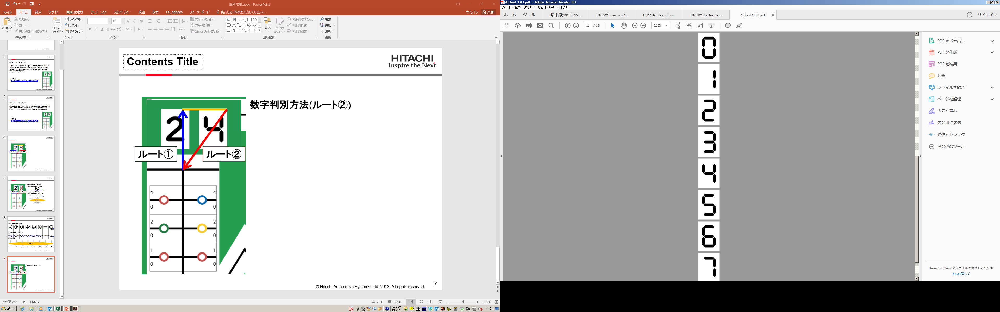 難所攻略.pptx - PowerPoint
サインイン
共有
ファイル
ホーム
挿入
デザイン
画面切り替え
アニメーション
スライド ショー
校閲
表示
CD-adapco
ストーリーボード
実行したい作業を入力してください...
貼り付け
切り取り
コピー
書式のコピー/貼り付け
クリップボード
新しい
スライド
レイアウト
リセット
セクション
スライド
18
フォント
文字列の方向
文字の配置
SmartArt に変換
段落
配置
クイック
スタイル
図形の塗りつぶし
図形の枠線
図形の効果
図形描画
検索
置換
選択
編集
2
3
4
5
6
7
Contents Title
HITACHI
Inspire the Next
数字判別方法(ルート②)
2 4
ルート①
ルート②
4 4
0 0
2 2
0 0
1 1
0 0
© Hitachi Automotive Systems, Ltd. 2018. All rights reserved.
7
スライド 7/7
日本語
ノート
コメント
130%
スタート
A 般
CAPS
KANA
11:23
AI_font_1.0.1.pdf - Adobe Acrobat Reader DC
ファイル 編集 表示(V) ウィンドウ(W) ヘルプ(H)
ホーム
ツール
(議事録)20180515_...
ETRC2018_nansyo_1....
ETR2016_dev_pri_m...
ETRC2018_rules_dev...
AI_font_1.0.1.pdf
サインイン
11 / 18
6.25%
0
1
2
3
4
5
6
7
PDF を書き出し
PDF を作成
PDF を編集
注釈
ファイルを結合
ページを整理
入力と署名
署名用に送信
送信とトラック
その他のツール
Document Cloud でファイルを保存および共有
さらに詳しく